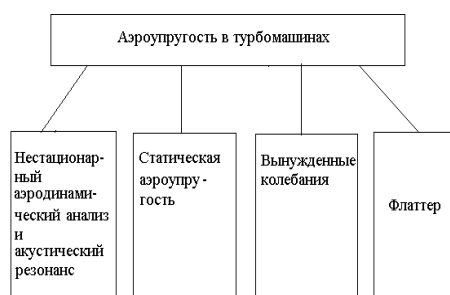 Аэроупругость в турбомашинах
Нестационар-
ный
аэродинами-
ческий анализ
и
акустический
резонанс
Статическая
аэроупру-
гость
Вынужденные
колебания
Флаттер